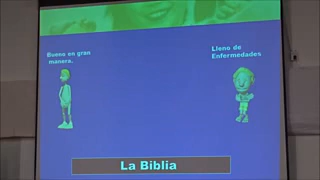 Bueno en gran
manera.
Lleno de
Enfermedades
La Biblia